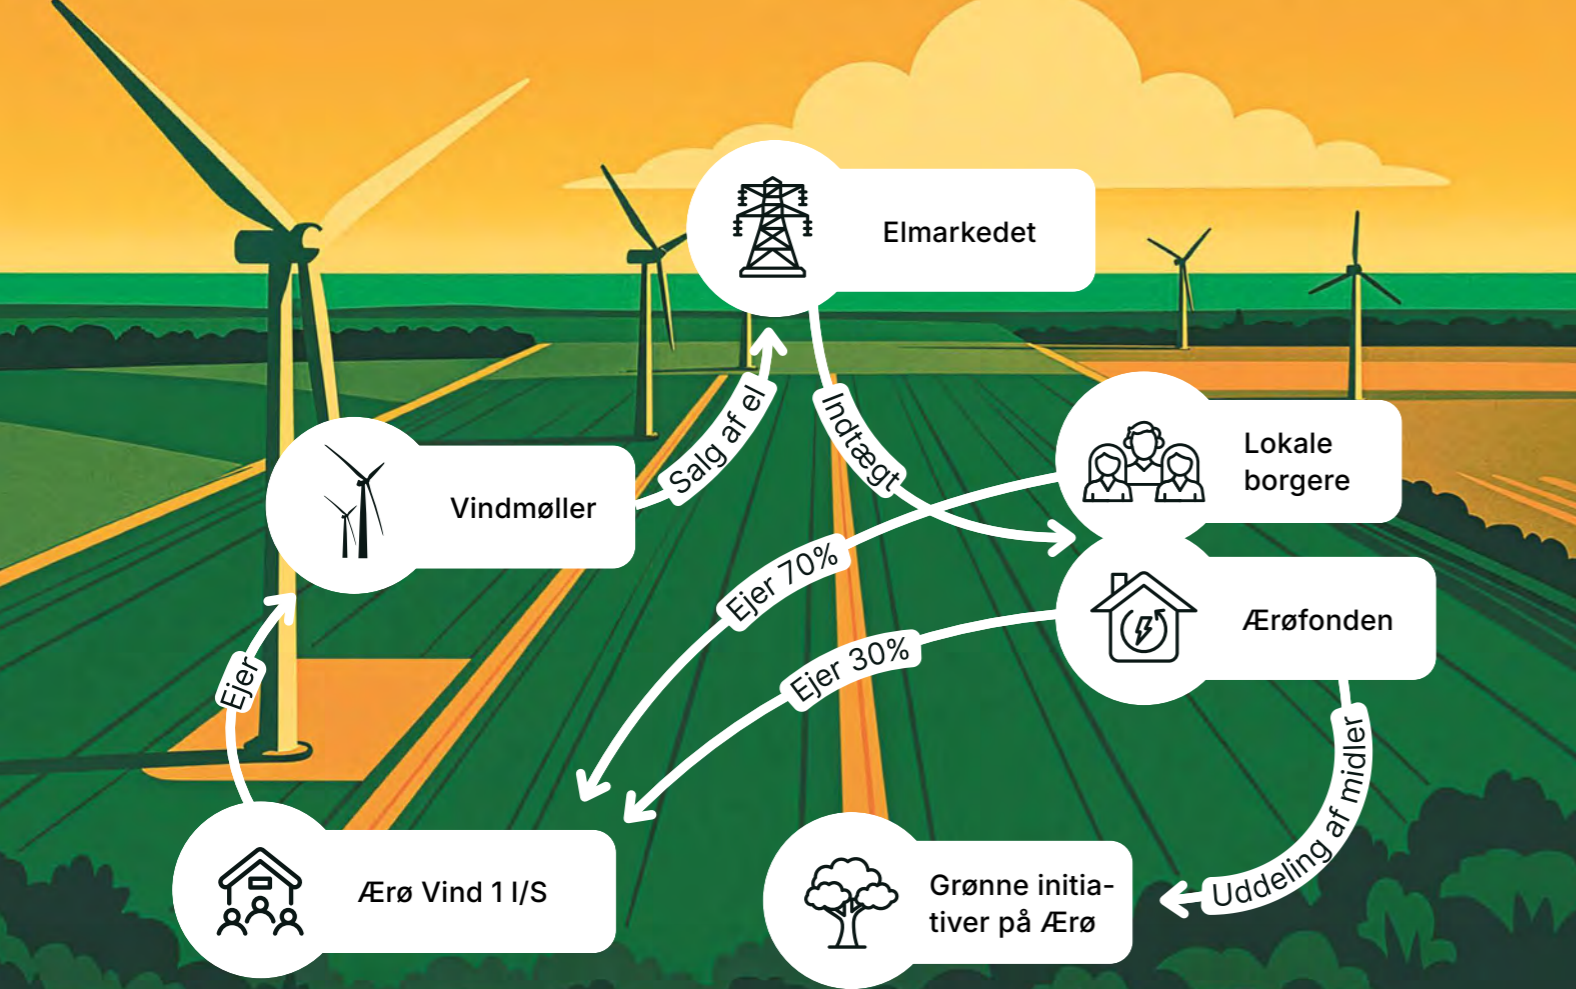 Elmarkedet
Salg af el
Indtægt
Lokale
borgere
Vindmøller
Ejer 70%
Ærøfonden
Ejer 30%
Ejer
Uddeling af midler
Ærø Vind 1 I/S
Grønne initia-
tiver på Ærø